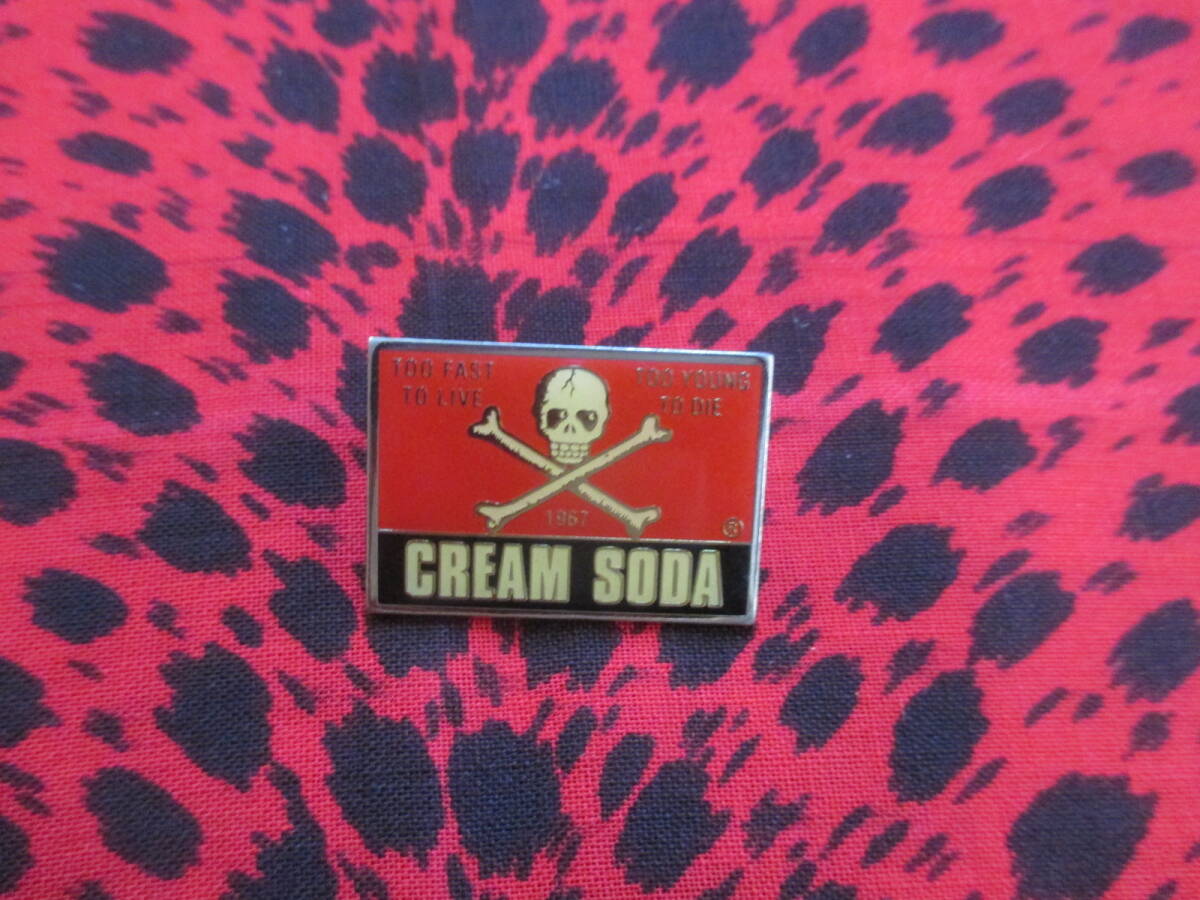 TOO FAST
TO LIVE
TOO YOUNG
TO DIE
1967
®
CREAM SODA